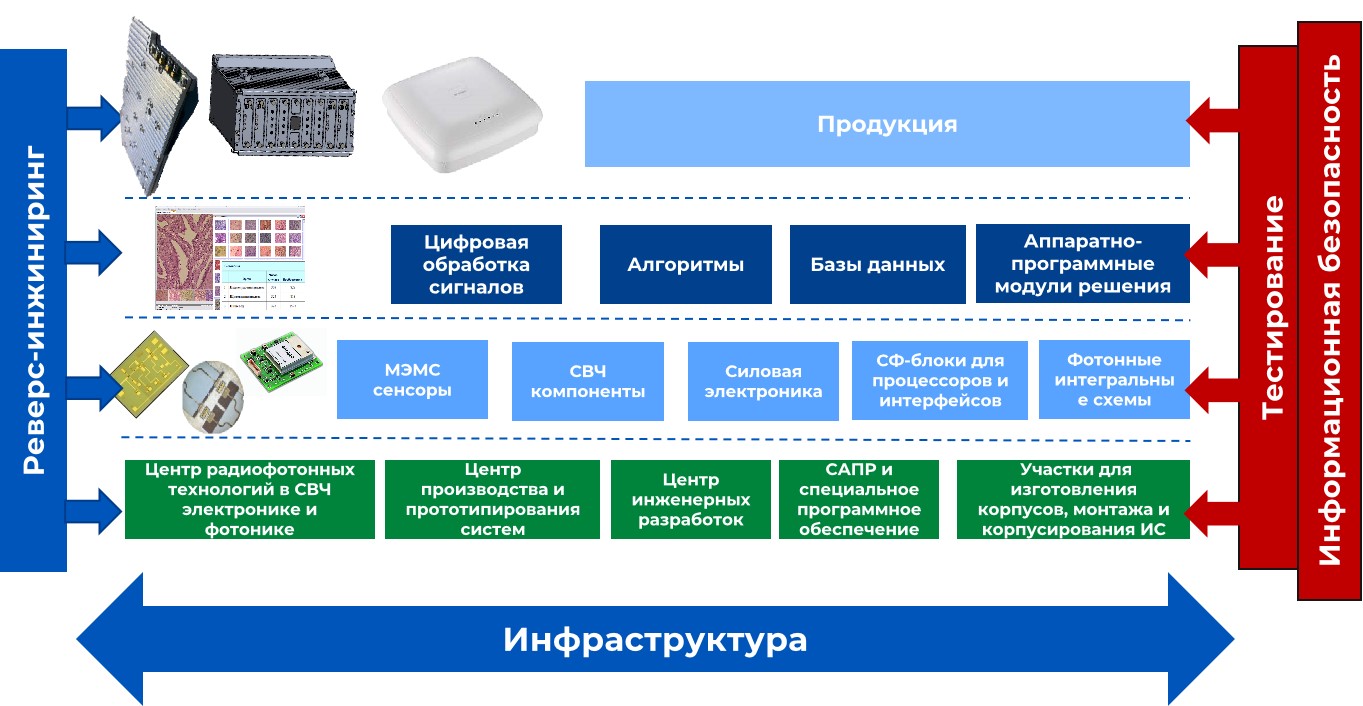 Реверс-инжиниринг
Продукция
Цифровая
обработка
сигналов
Алгоритмы
Базы данных
Аппаратно-
программные
модули решения
МЭМС
сенсоры
СВЧ
компоненты
Силовая
электроника
СФ-блоки для
процессоров и
интерфейсов
Фотонные
интегральны
е схемы
Центр радиофотонных
технологий в СВЧ
электронике и
фотонике
Центр
производства и
прототипирования
систем
Центр
инженерных
разработок
САПР и
специальное
программное
обеспечение
Участки для
изготовления
корпусов, монтажа и
корпусирования ИС
Тестирование
Информационная безопасность
Инфраструктура